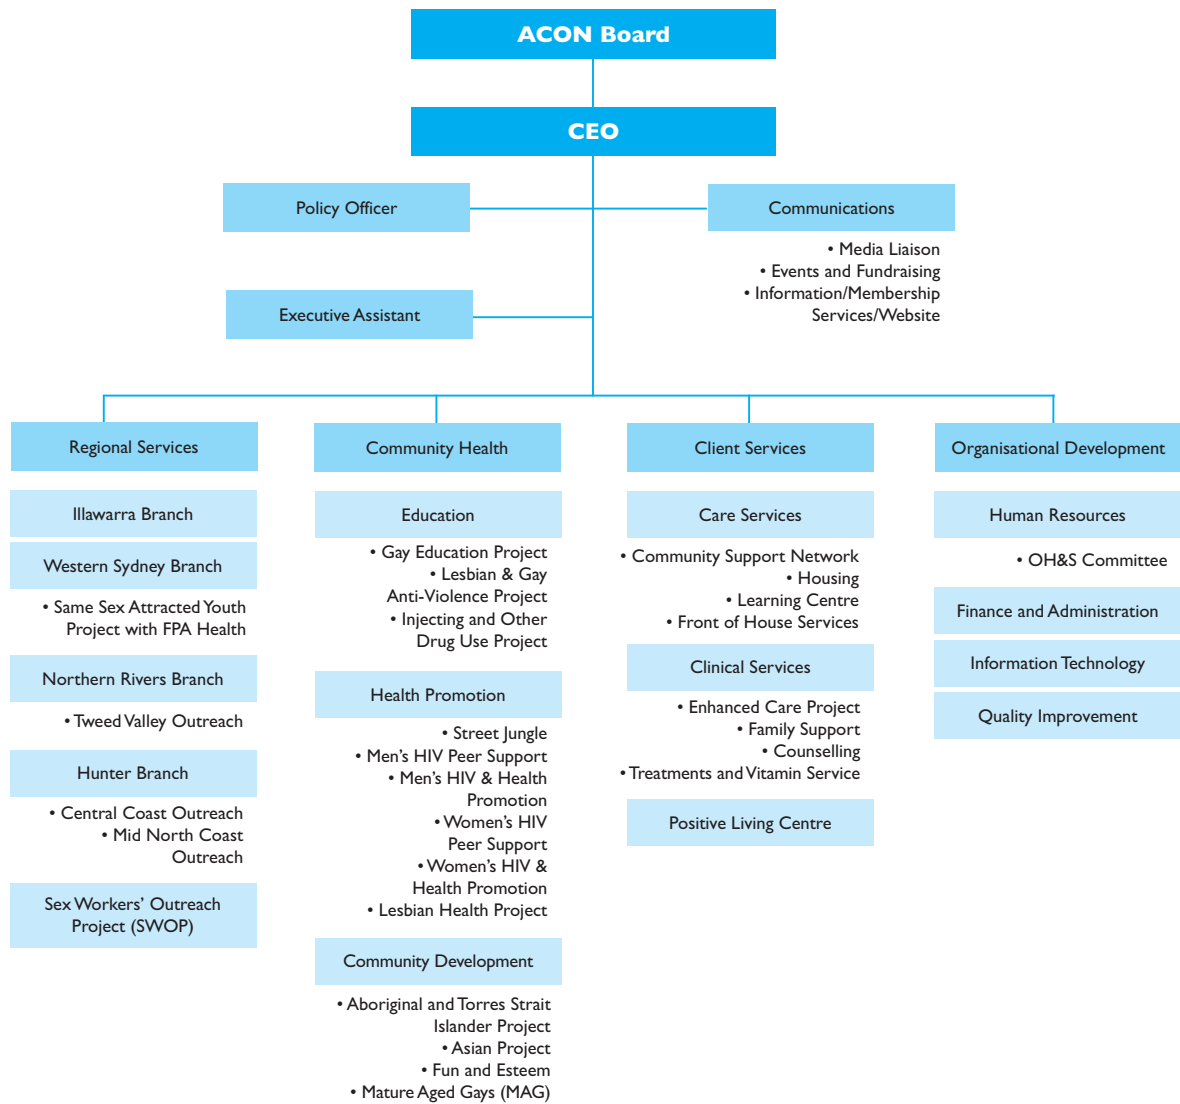 ACON Board
CEO
Policy Officer
Communications
• Media Liaison
• Events and Fundraising
• Information/Membership
Services/Website
Executive Assistant
Regional Services
Illawarra Branch
Western Sydney Branch
• Same Sex Attracted Youth
Project with FPA Health
Northern Rivers Branch
• Tweed Valley Outreach
Hunter Branch
• Central Coast Outreach
• Mid North Coast
Outreach
Sex Workers’ Outreach
Project (SWOP)
Community Health
Education
• Gay Education Project
• Lesbian & Gay
Anti-Violence Project
• Injecting and Other
Drug Use Project
Health Promotion
• Street Jungle
• Men’s HIV Peer Support
• Men’s HIV & Health
Promotion
• Women’s HIV
Peer Support
• Women’s HIV &
Health Promotion
• Lesbian Health Project
Community Development
• Aboriginal and Torres Strait
Islander Project
• Asian Project
• Fun and Esteem
• Mature Aged Gays (MAG)
Client Services
Care Services
• Community Support Network
• Housing
• Learning Centre
• Front of House Services
Clinical Services
• Enhanced Care Project
• Family Support
• Counselling
• Treatments and Vitamin Service
Positive Living Centre
Organisational Development
Human Resources
• OH&S Committee
Finance and Administration
Information Technology
Quality Improvement